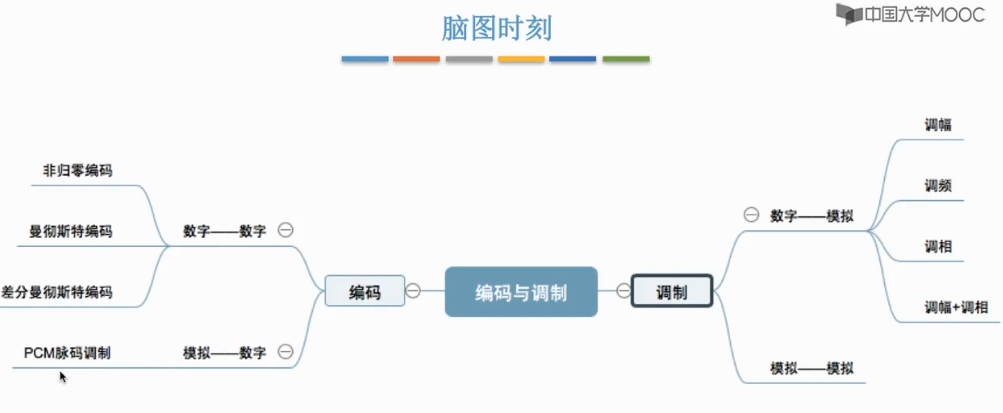 中国大学MOOC
脑图时刻
非归零编码
曼彻斯特编码
差分曼彻斯特编码
数字——数字
PCM脉码调制
模拟——数字
编码
编码与调制
调制
数字——模拟
调幅
调频
调相
调幅+调相
模拟——模拟